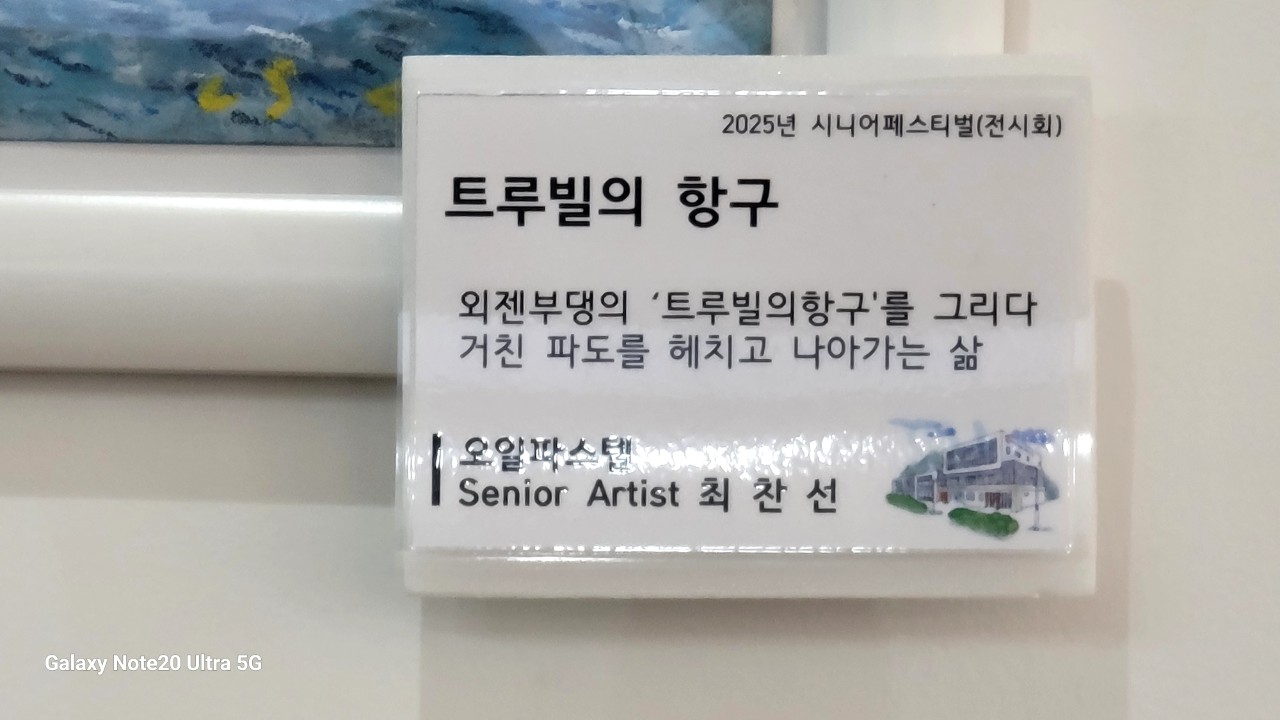 2025년 시니어페스티벌(전시회)
트루빌의 항구
외젠부댕의 ‘트루빌의항구'를 그리다
거친 파도를 헤치고 나아가는 삶
오일파스텔
Senior Artist 최 찬 선
Galaxy Note20 Ultra 5G